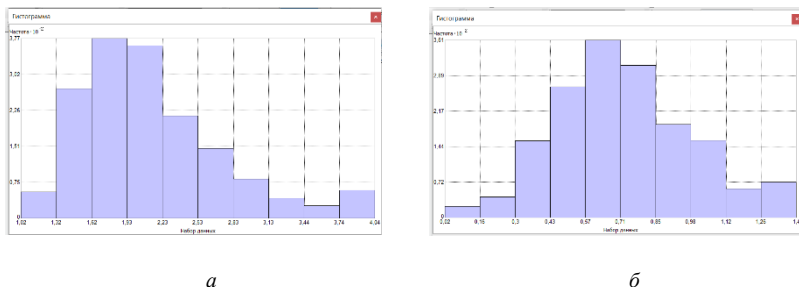 Гистограмма
Частота · 10
3,77
3,02
2,26
1,51
0,75
0
1,02 1,32 1,62 1,93 2,23 2,53 2,83 3,13 3,44 3,74 4,04
Набор данных
а
Гистограмма
Частота · 10
3,61
2,89
2,17
1,44
0,72
0
0,02 0,16 0,3 0,43 0,57 0,71 0,85 0,98 1,12 1,26 1,4
Набор данных
б